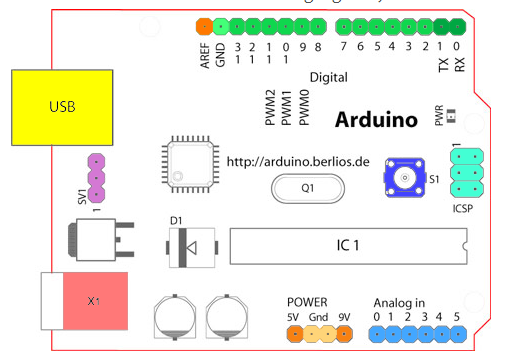 AREF
GND
13
12
11
10
9
8
7
6
5
4
3
2
1
0
TX
RX
Digital
USB
PWM2
PWM1
PWM0
Arduino
PWR
http://arduino.berlios.de
1
SV1
1
Q1
S1
ICSP
D1
IC 1
X1
POWER
5V Gnd 9V
Analog in
0 1 2 3 4 5